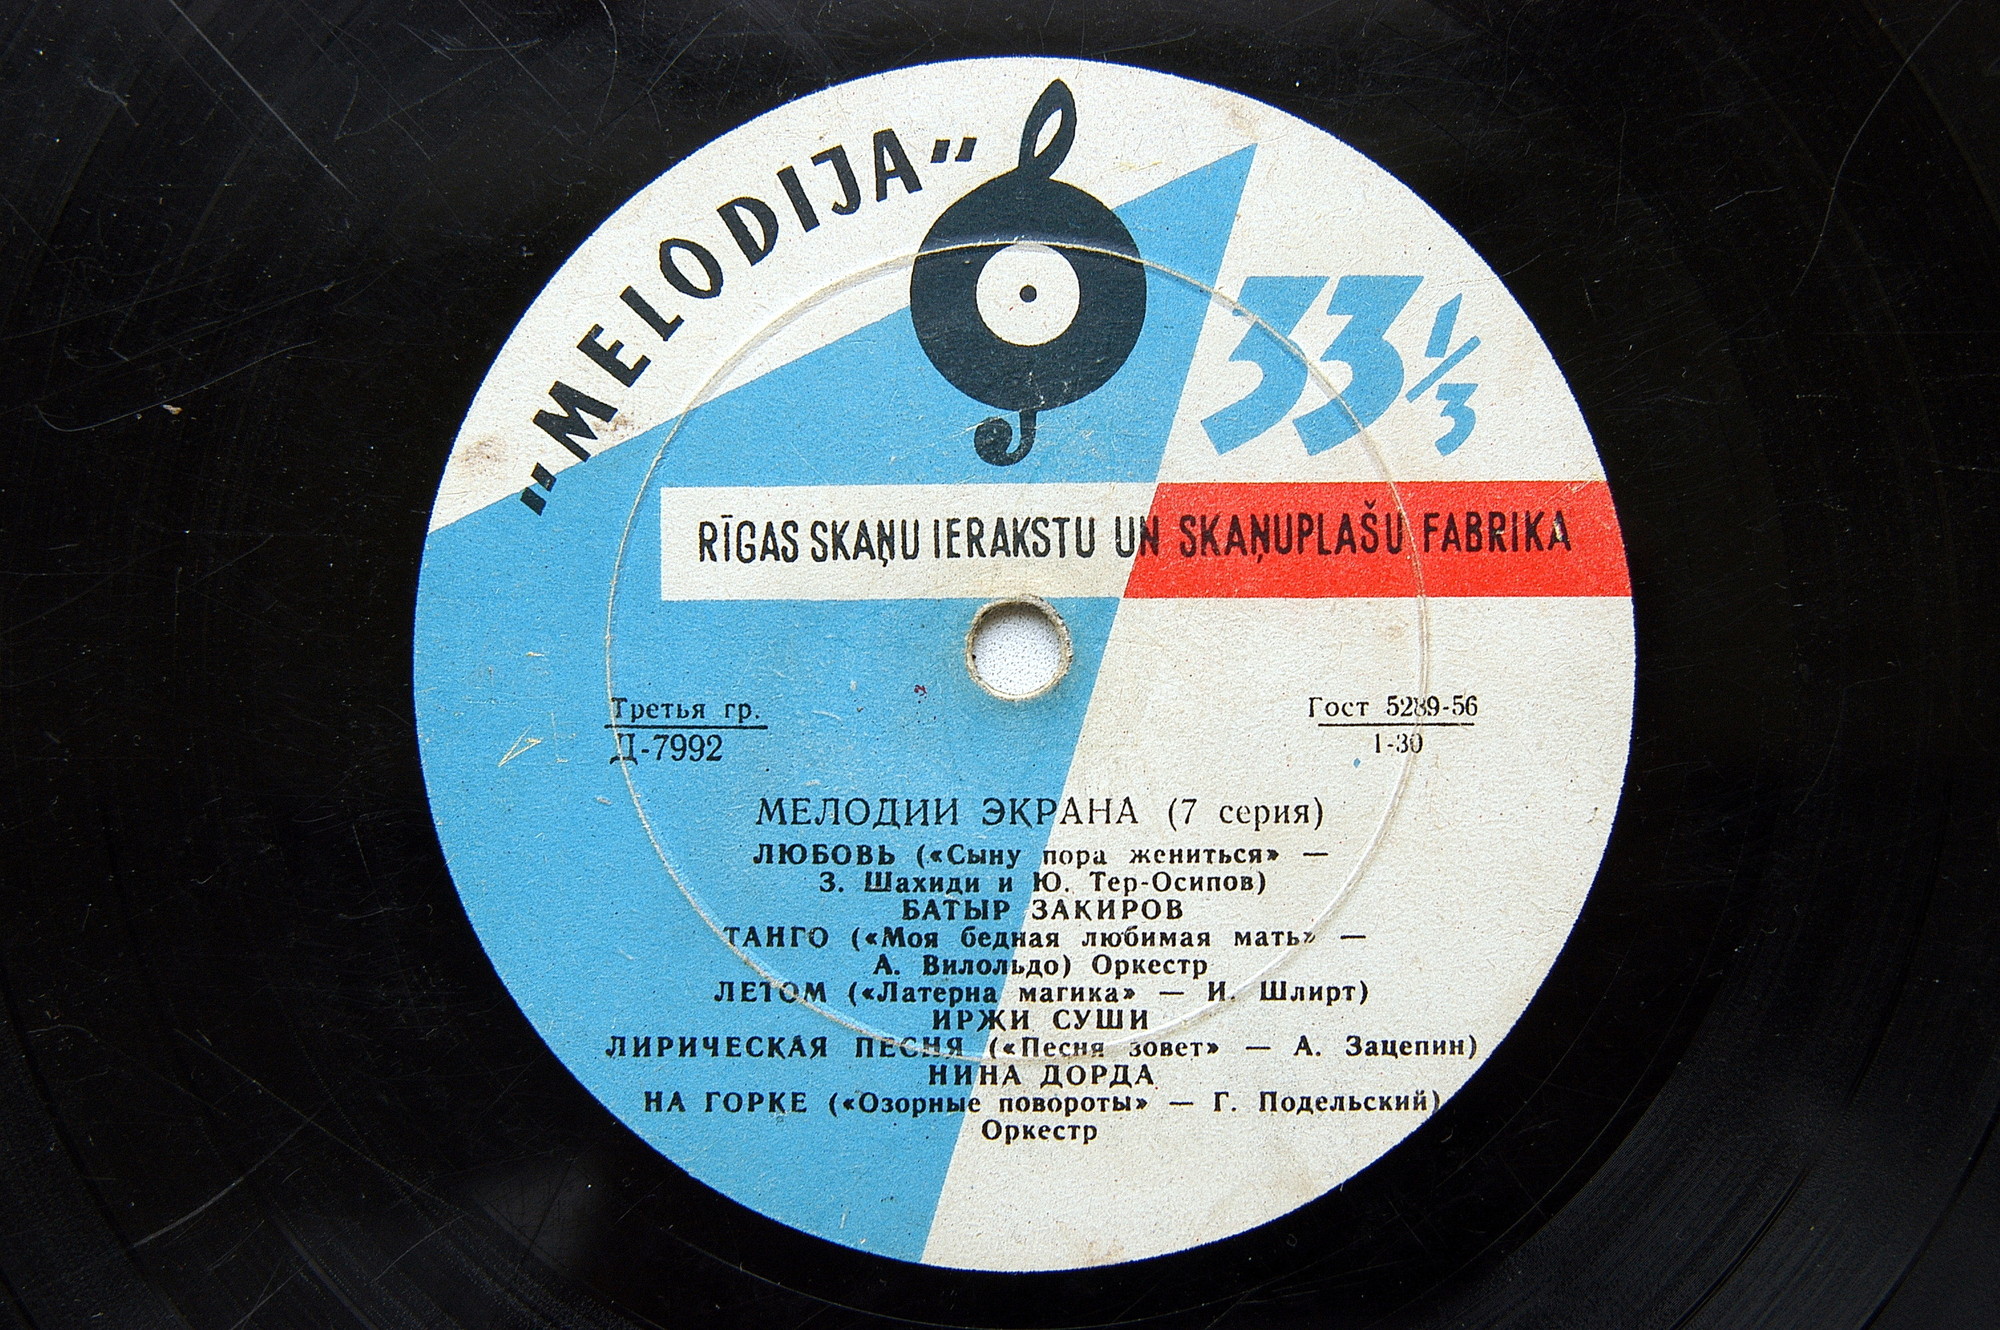 „MELODIJA"
33 1/3
RĪGAS SKAŅU IERAKSTU UN SKAŅUPLAŠU FABRIKA
Третья гр.
Д-7992
Гост 5289-56
1-30
МЕЛОДИИ ЭКРАНА (7 серия)
ЛЮБОВЬ («Сыну пора жениться» —
З. Шахиди и Ю. Тер-Осипов)
БАТЫР ЗАКИРОВ
ТАНГО («Моя бедная любимая мать» —
А. Вилольдо) Оркестр
ЛЕТОМ («Латерна магика» — И. Шлирт)
ИРЖИ СУШИ
ЛИРИЧЕСКАЯ ПЕСНЯ («Песня зовет» — А. Зацепин)
НИНА ДОРДА
НА ГОРКЕ («Озорные повороты» — Г. Подельский)
Оркестр